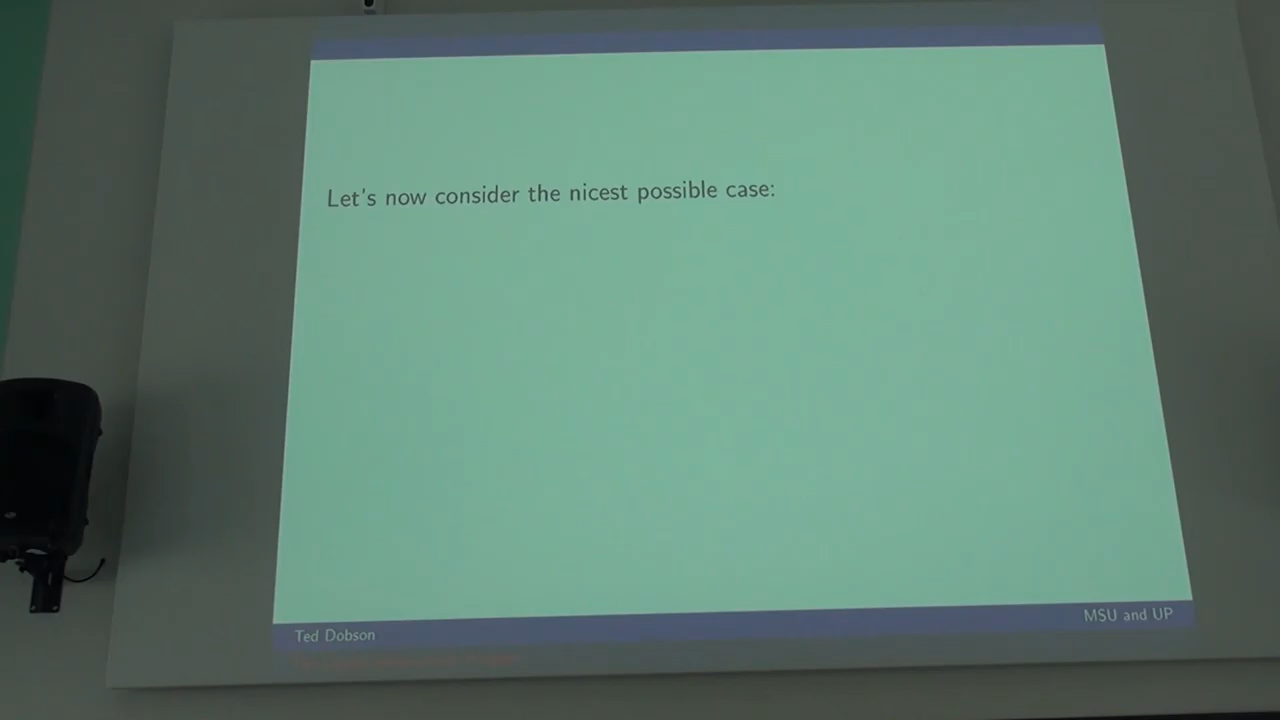 Let's now consider the nicest possible case:
Ted Dobson
MSU and UP